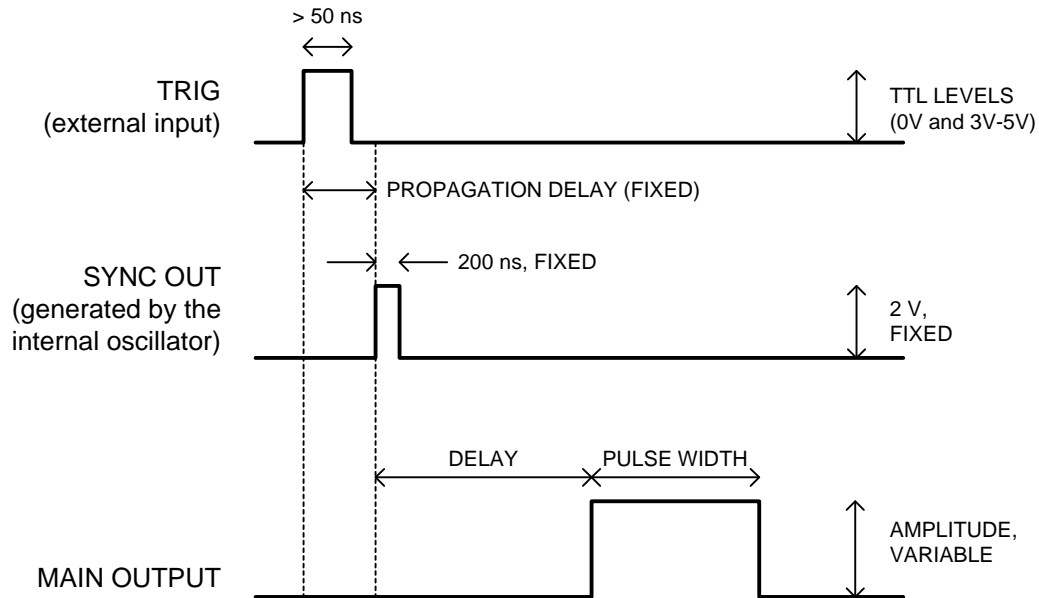 > 50 ns
TRIG
(external input)
TTL LEVELS
(0V and 3V-5V)
PROPAGATION DELAY (FIXED)
200 ns, FIXED
SYNC OUT
(generated by the
internal oscillator)
2 V,
FIXED
DELAY
PULSE WIDTH
AMPLITUDE,
VARIABLE
MAIN OUTPUT